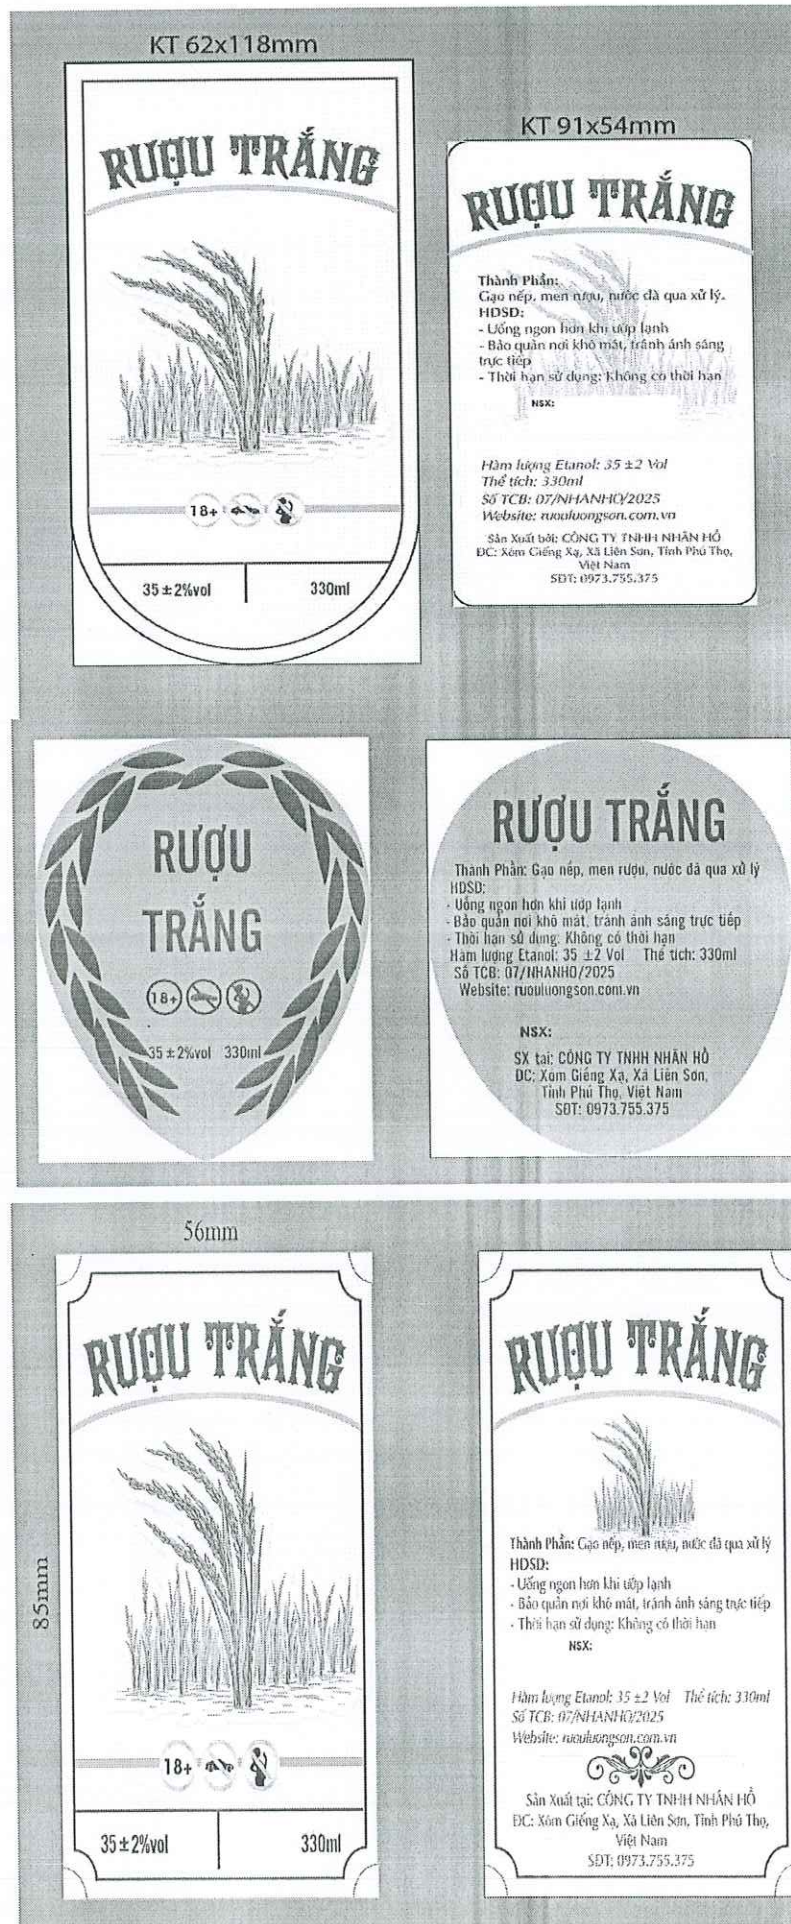 KT 62x118mm
RƯỢU TRẮNG
18+
35 ± 2%vol 330ml
KT 91x54mm
RƯỢU TRẮNG
Thành Phần:
Gạo nếp, men rượu, nước đã qua xử lý.
HDSD:
- Uống ngon hơn khi ướp lạnh
- Bảo quản nơi khô mát, tránh ánh sáng
trực tiếp
- Thời hạn sử dụng: Không có thời hạn
NSX:
Hàm lượng Etanol: 35 ±2 Vol
Thể tích: 330ml
Số TCB: 07/NHANHO/2025
Website: ruouluongson.com.vn
Sản Xuất bởi: CÔNG TY TNHH NHÂN HỒ
ĐC: Xóm Giếng Xạ, Xã Liên Sơn, Tỉnh Phú Thọ,
Việt Nam
SĐT: 0973.755.375
RƯỢU
TRẮNG
18+
35 ± 2%vol 330ml
RƯỢU TRẮNG
Thành Phần: Gạo nếp, men rượu, nước đã qua xử lý
HDSD:
- Uống ngon hơn khi ướp lạnh
- Bảo quản nơi khô mát, tránh ánh sáng trực tiếp
- Thời hạn sử dụng: Không có thời hạn
Hàm lượng Etanol: 35 ±2 Vol Thể tích: 330ml
Số TCB: 07/NHANHO/2025
Website: ruouluongson.com.vn
NSX:
SX tại: CÔNG TY TNHH NHÂN HỒ
ĐC: Xóm Giếng Xạ, Xã Liên Sơn,
Tỉnh Phú Thọ, Việt Nam
SĐT: 0973.755.375
56mm
85mm
RƯỢU TRẮNG
18+
35 ± 2%vol 330ml
RƯỢU TRẮNG
Thành Phần: Gạo nếp, men rượu, nước đã qua xử lý
HDSD:
- Uống ngon hơn khi ướp lạnh
- Bảo quản nơi khô mát, tránh ánh sáng trực tiếp
- Thời hạn sử dụng: Không có thời hạn
NSX:
Hàm lượng Etanol: 35 ±2 Vol Thể tích: 330ml
Số TCB: 07/NHANHO/2025
Website: ruouluongson.com.vn
Sản Xuất tại: CÔNG TY TNHH NHÂN HỒ
ĐC: Xóm Giếng Xạ, Xã Liên Sơn, Tỉnh Phú Thọ,
Việt Nam
SĐT: 0973.755.375